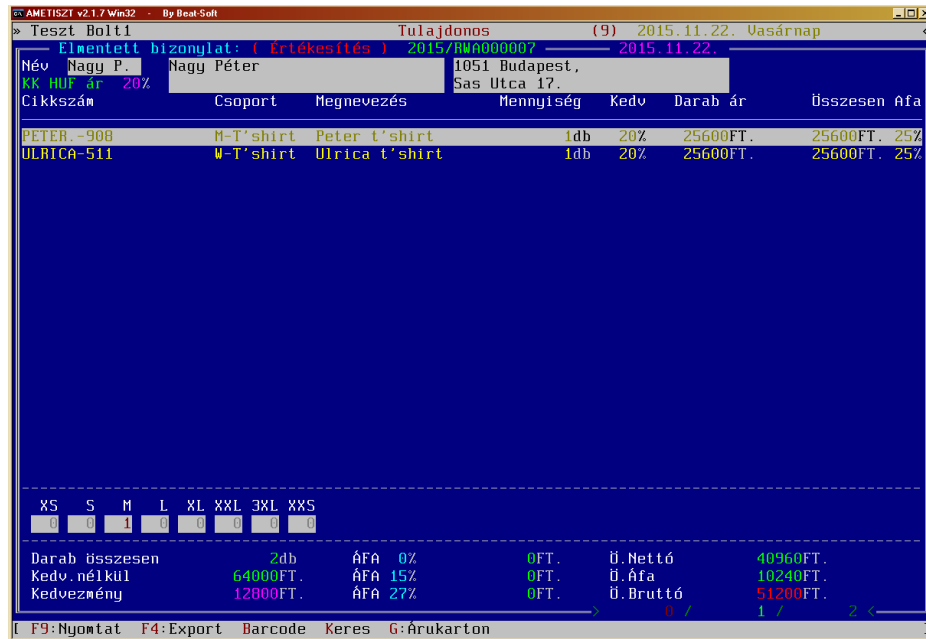 AMETISZT v2.1.7 Win32 - By Beat-Soft
» Teszt Bolt1 Tulajdonos (9) 2015.11.22. Vasárnap «
Elmentett bizonylat: ( Értékesítés ) 2015/RWA000007 2015.11.22.
Név Nagy P. Nagy Péter 1051 Budapest,
KK HUF ár 20% Sas Utca 17.
Cikkszám Csoport Megnevezés Mennyiség Kedv Darab ár Összesen Afa
PETER.-908 M-T'shirt Peter t'shirt 1db 20% 25600FT. 25600FT. 25%
ULRICA-511 W-T'shirt Ulrica t'shirt 1db 20% 25600FT. 25600FT. 25%
XS S M L XL XXL 3XL XXS
0 0 1 0 0 0 0 0
Darab összesen 2db ÁFA 0% 0FT. Ö.Nettó 40960FT.
Kedv.nélkül 64000FT. ÁFA 15% 0FT. Ö.Áfa 10240FT.
Kedvezmény 12800FT. ÁFA 27% 0FT. Ö.Bruttó 51200FT.
> 0 / 1 / 2 <
[ F9:Nyomtat F4:Export Barcode Keres G:Árukarton ]